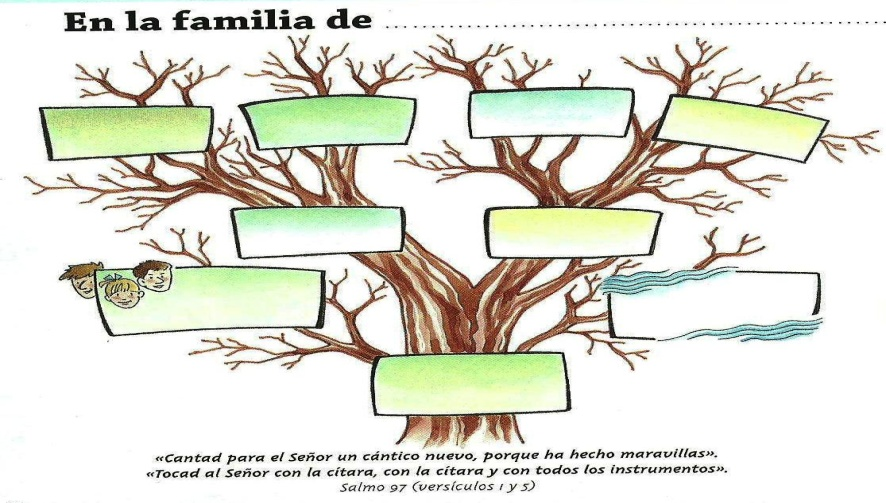 En la familia de ................................................................
«Cantad para el Señor un cántico nuevo, porque ha hecho maravillas».
«Tocad al Señor con la cítara, con la cítara y con todos los instrumentos».
Salmo 97 (versículos 1 y 5)